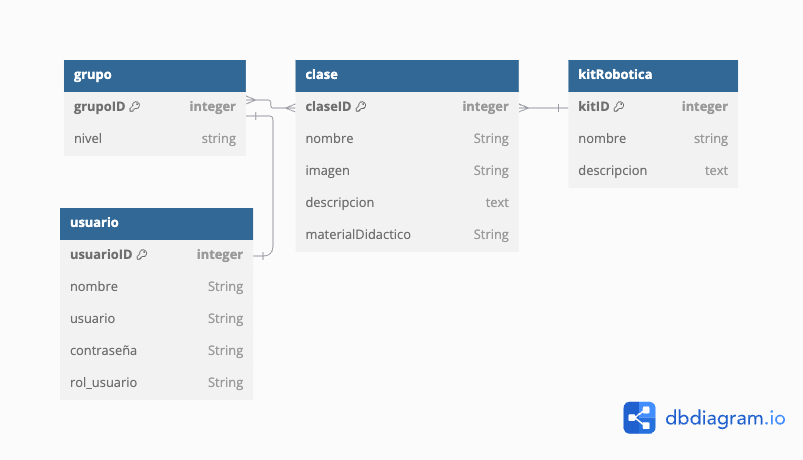 grupo
grupoID integer
nivel string
clase
claseID integer
nombre String
imagen String
descripcion text
materialDidactico String
kitRobotica
kitID integer
nombre string
descripcion text
usuario
usuarioID integer
nombre String
usuario String
contraseña String
rol_usuario String
dbdiagram.io